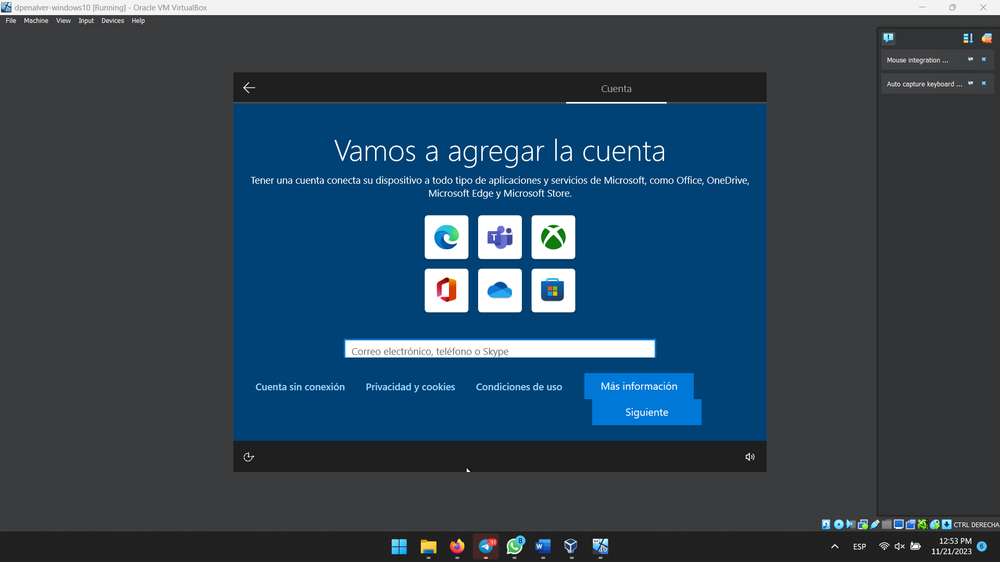 dpenalver-windows10 [Running] - Oracle VM VirtualBox
File Machine View Input Devices Help
Mouse integration ...
Auto capture keyboard ...
Cuenta
Vamos a agregar la cuenta
Tener una cuenta conecta su dispositivo a todo tipo de aplicaciones y servicios de Microsoft, como Office, OneDrive,
Microsoft Edge y Microsoft Store.
T
Correo electrónico, teléfono o Skype
Cuenta sin conexión Privacidad y cookies Condiciones de uso Más información
Siguiente
CTRL DERECHA
..91
8
W
64
10
ESP
12:53 PM
11/21/2023
6